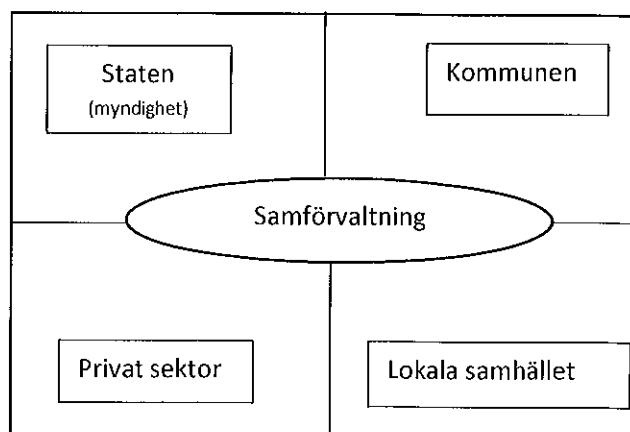 Staten
(myndighet)
Kommunen
Samförvaltning
Privat sektor
Lokala samhället